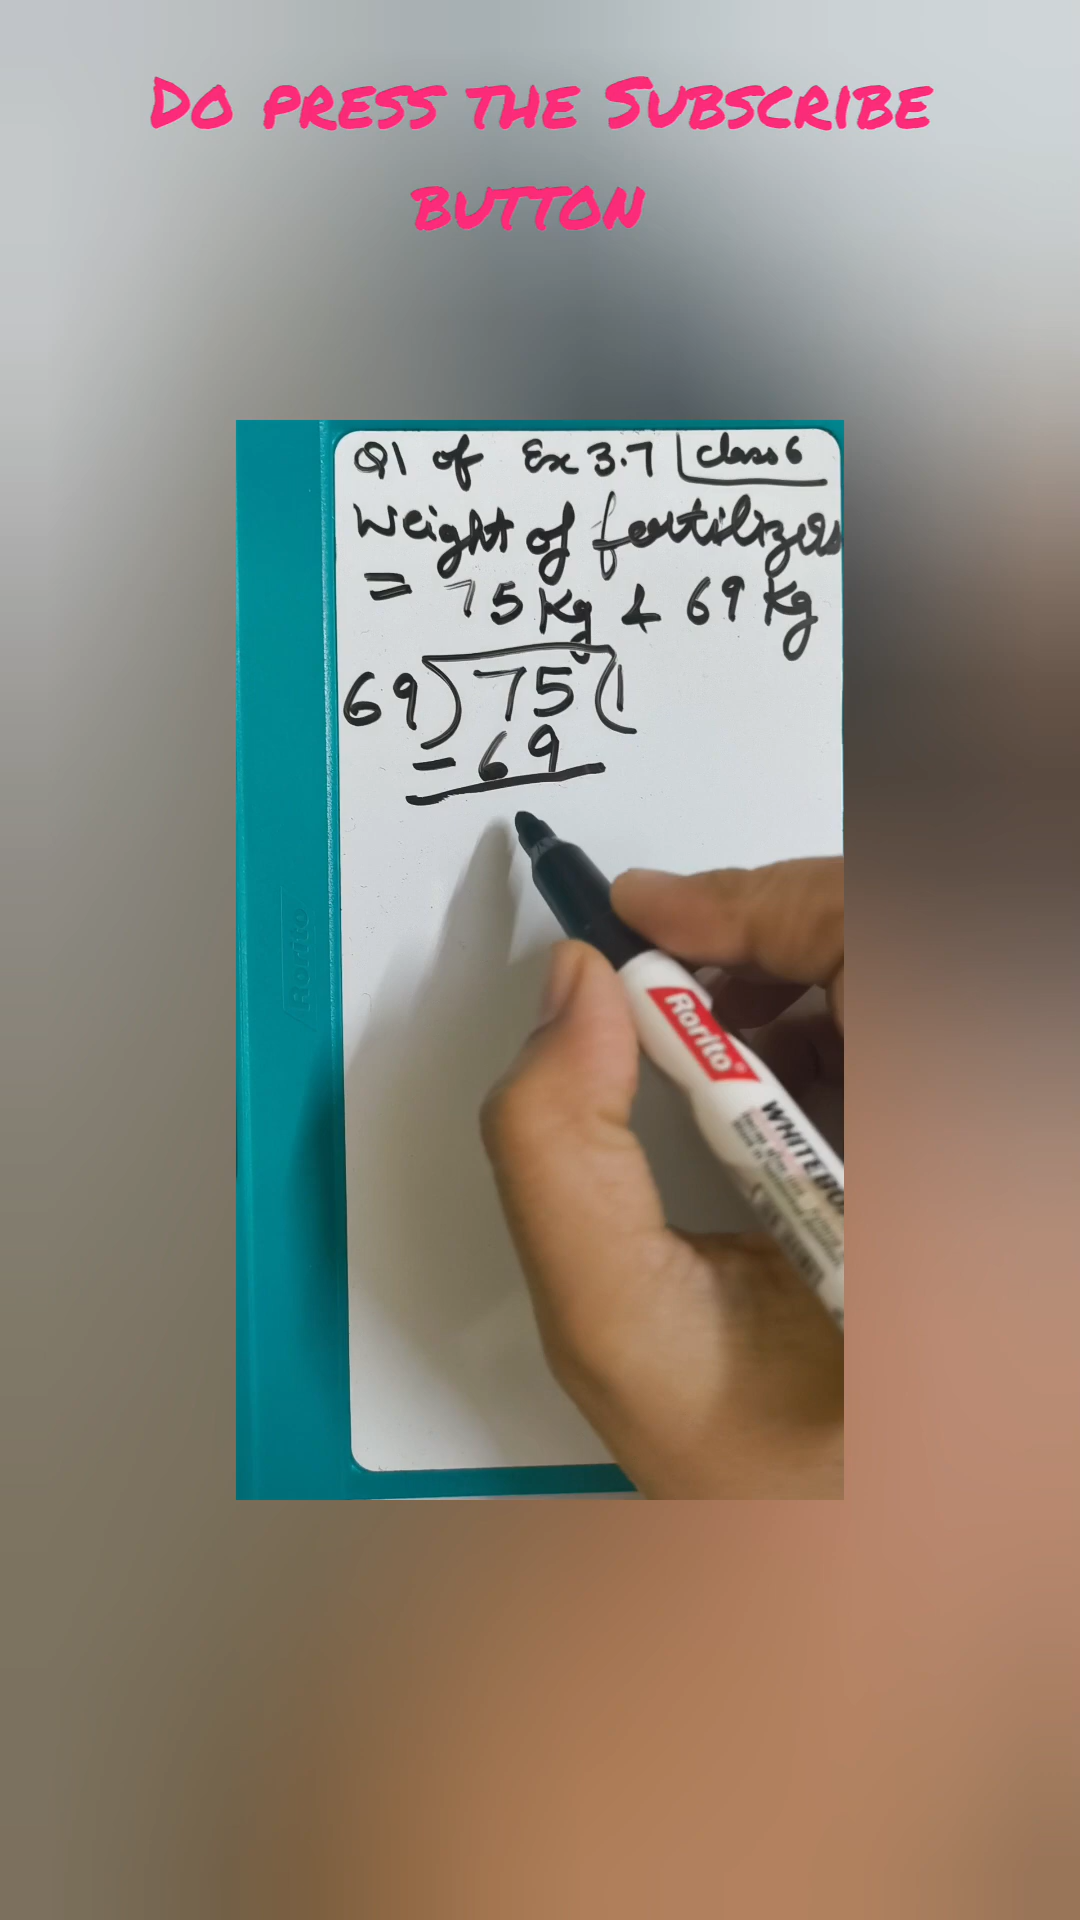 Do press the Subscribe
button
Q1 of Ex 3.7 class 6
Weight of fertilizers
= 75 Kg & 69 Kg
69) 75 (1
- 69
Rorito
Rorito
WHITEBO